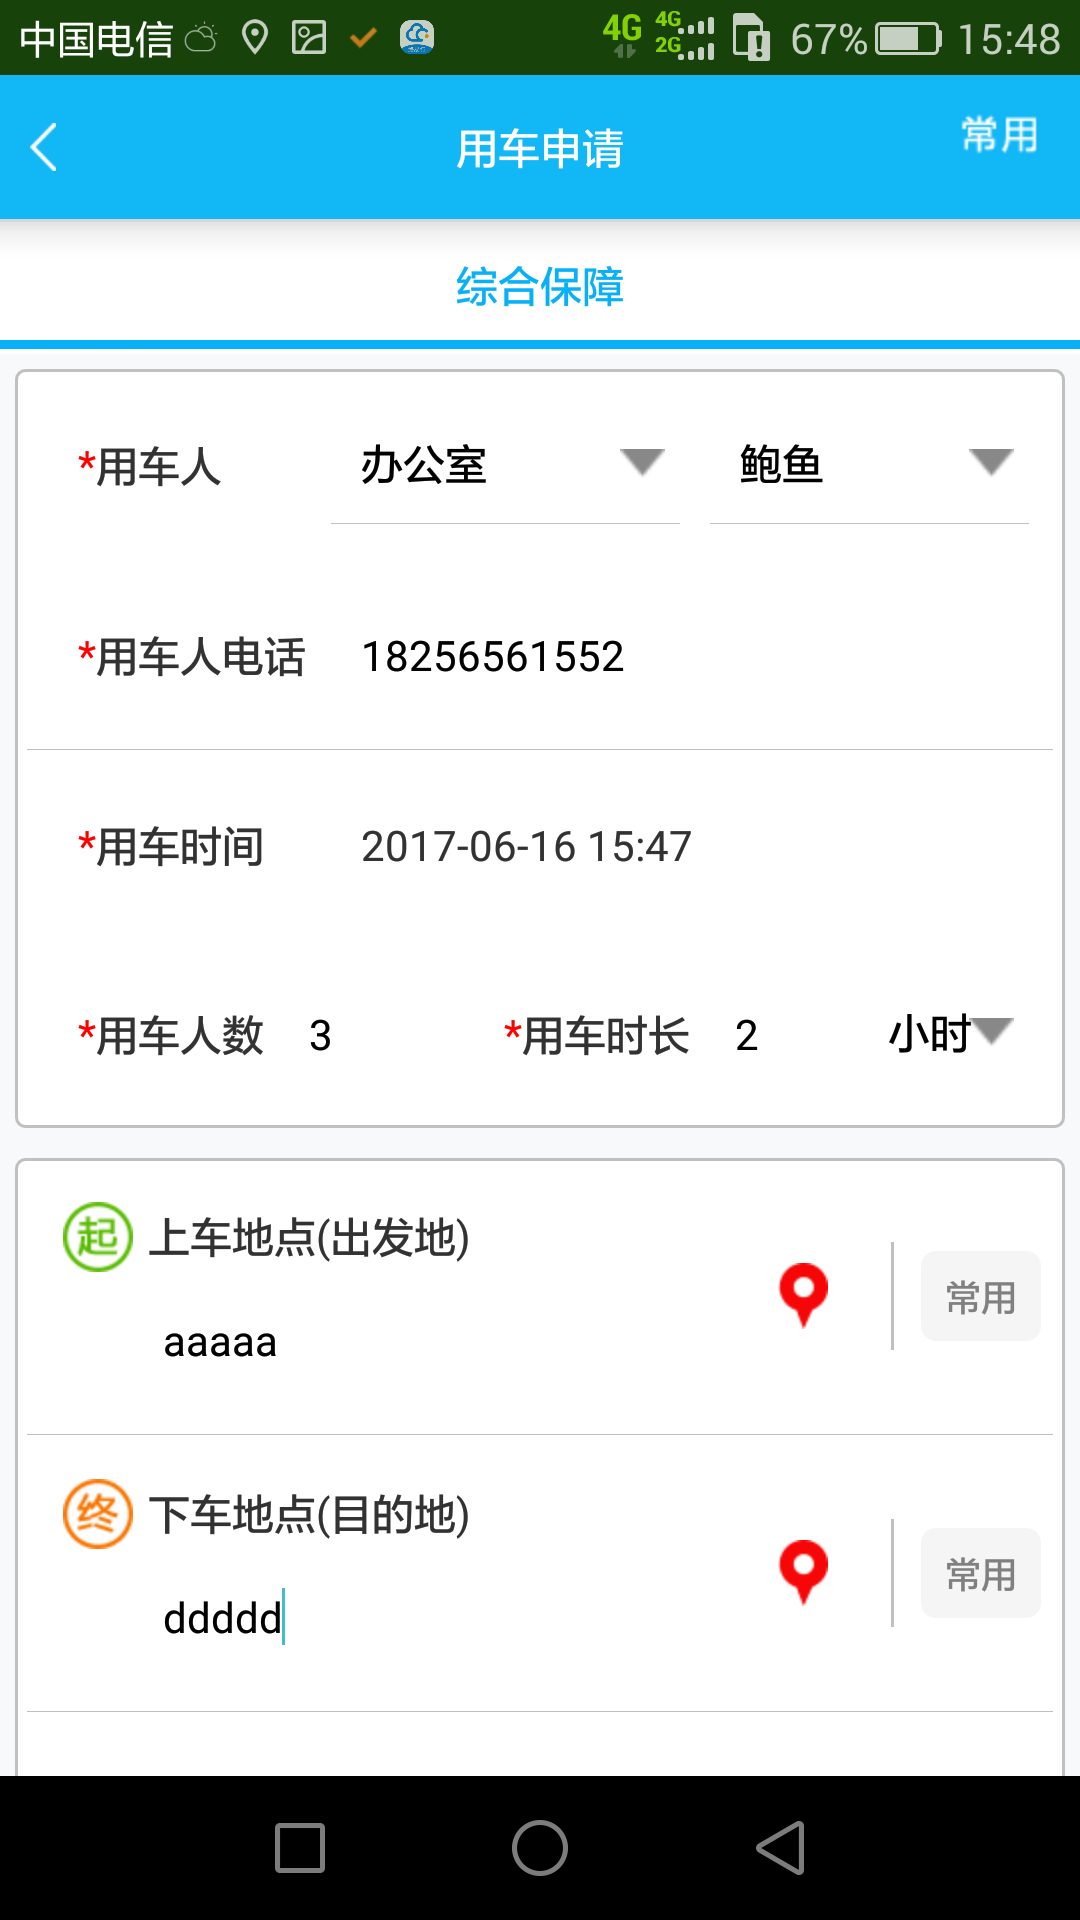 中国电信 4G 4G 2G 67% 15:48
用车申请 常用
综合保障
*用车人 办公室 鲍鱼
*用车人电话 18256561552
*用车时间 2017-06-16 15:47
*用车人数 3 *用车时长 2 小时
起 上车地点(出发地)
aaaaa 常用
终 下车地点(目的地)
ddddd 常用